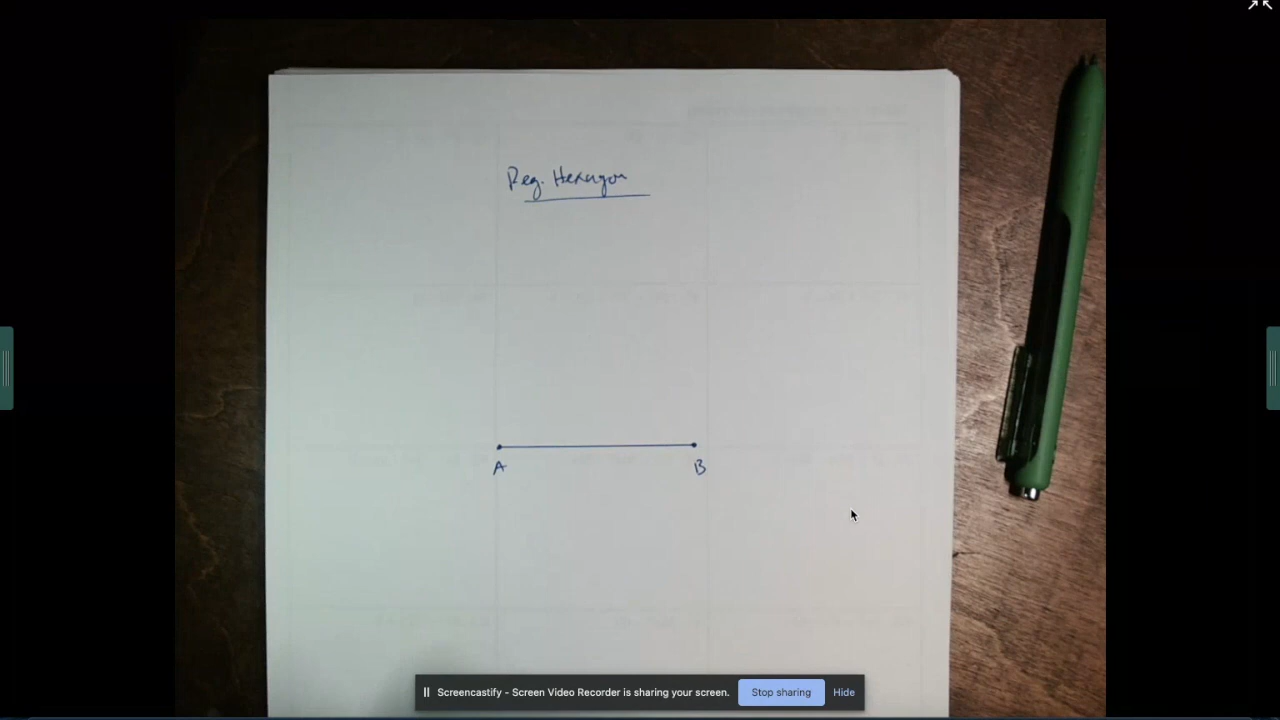 Reg. Hexagon
A B
Screencastify - Screen Video Recorder is sharing your screen. Stop sharing Hide